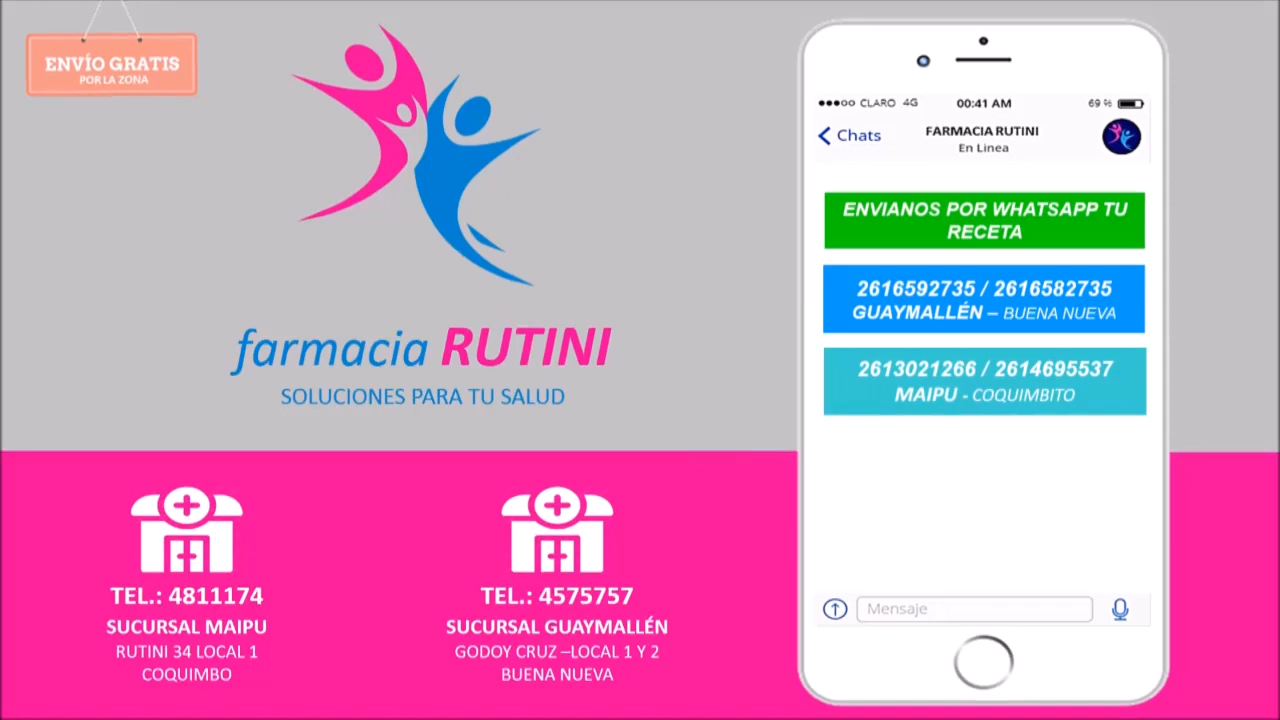 ENVÍO GRATIS
POR LA ZONA
farmacia RUTINI
SOLUCIONES PARA TU SALUD
TEL.: 4811174
SUCURSAL MAIPU
RUTINI 34 LOCAL 1
COQUIMBO
TEL.: 4575757
SUCURSAL GUAYMALLÉN
GODOY CRUZ –LOCAL 1 Y 2
BUENA NUEVA
CLARO 4G 00:41 AM 69 %
Chats
FARMACIA RUTINI
En Linea
ENVIANOS POR WHATSAPP TU
RECETA
2616592735 / 2616582735
GUAYMALLÉN – BUENA NUEVA
2613021266 / 2614695537
MAIPU - COQUIMBITO
Mensaje